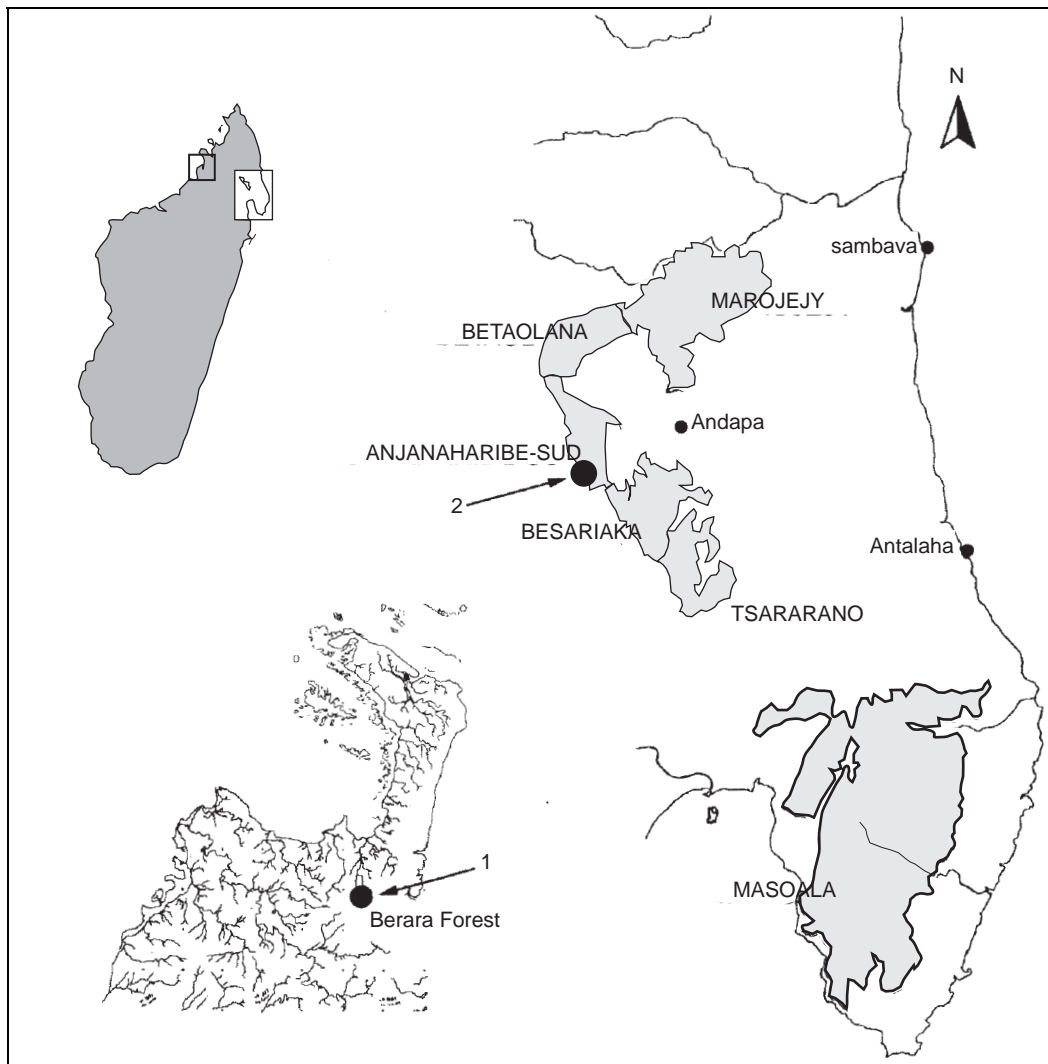 N
sambava
MAROJEJY
BETAOLANA
Andapa
ANJANAHARIBE-SUD
2
BESARIAKA
Antalaha
TSARARANO
1
MASOALA
Berara Forest